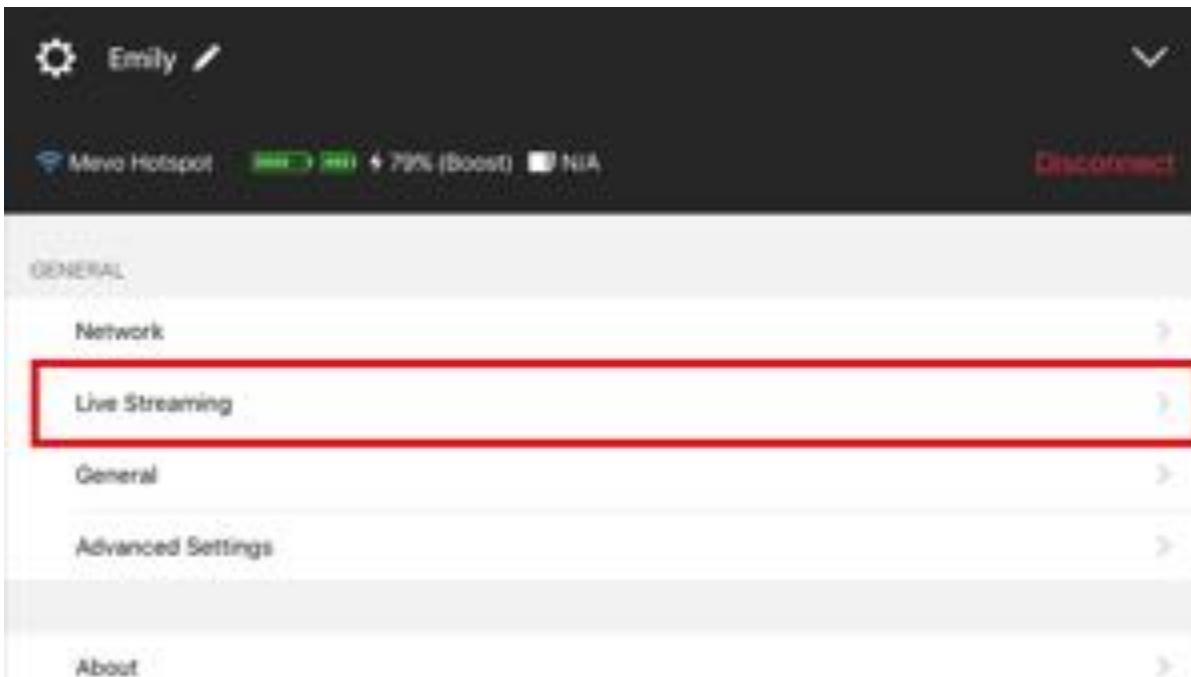 Emily
Mevo Hotspot 79% (Boost) N/A Disconnect
GENERAL
Network
Live Streaming
General
Advanced Settings
About